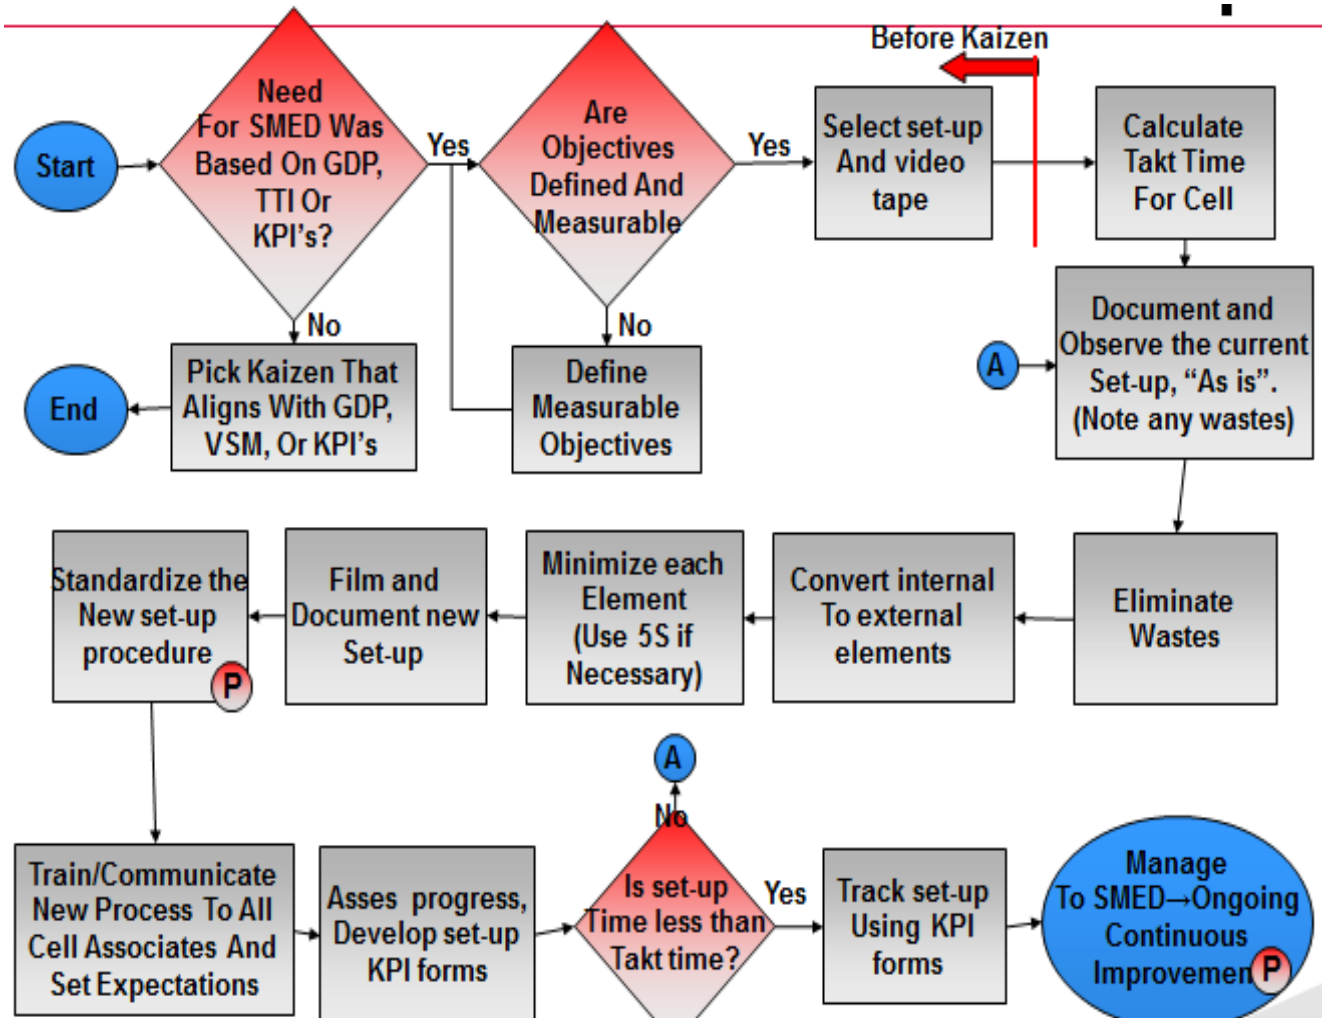 Before Kaizen
Start
Need
For SMED Was
Based On GDP,
TTI Or
KPI's?
Yes
Are
Objectives
Defined And
Measurable
Yes
Select set-up
And video
tape
Calculate
Takt Time
For Cell
No
No
End
Pick Kaizen That
Aligns With GDP,
VSM, Or KPI's
Define
Measurable
Objectives
A
Document and
Observe the current
Set-up, “As is”.
(Note any wastes)
Standardize the
New set-up
procedure
P
Film and
Document new
Set-up
Minimize each
Element
(Use 5S if
Necessary)
Convert internal
To external
elements
Eliminate
Wastes
A
No
Train/Communicate
New Process To All
Cell Associates And
Set Expectations
Asses progress,
Develop set-up
KPI forms
Is set-up
Time less than
Takt time?
Yes
Track set-up
Using KPI
forms
Manage
To SMED→Ongoing
Continuous
Improvemen
P